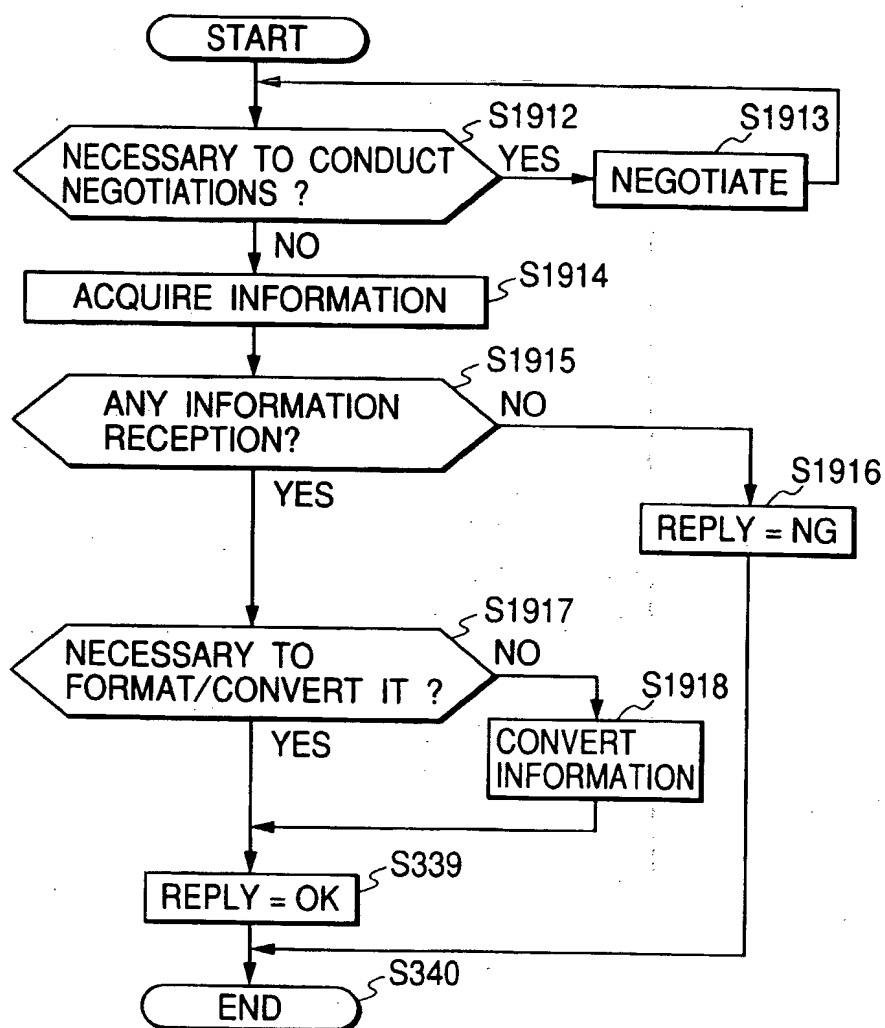 START
S1912
NECESSARY TO CONDUCT
NEGOTIATIONS ?
YES
S1913
NEGOTIATE
NO
S1914
ACQUIRE INFORMATION
S1915
ANY INFORMATION
RECEPTION?
NO
YES
S1916
REPLY = NG
S1917
NECESSARY TO
FORMAT/CONVERT IT ?
NO
YES
S1918
CONVERT
INFORMATION
S339
REPLY = OK
S340
END